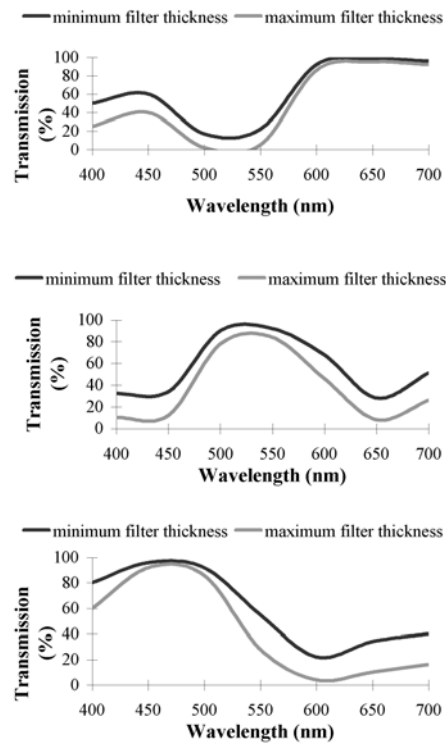 minimum filter thickness
maximum filter thickness
Transmission
(%)
100
80
60
40
20
0
400 450 500 550 600 650 700
Wavelength (nm)
minimum filter thickness maximum filter thickness
Transmission
(%)
100
80
60
40
20
0
400 450 500 550 600 650 700
Wavelength (nm)
minimum filter thickness maximum filter thickness
Transmission
(%)
100
80
60
40
20
0
400 450 500 550 600 650 700
Wavelength (nm)